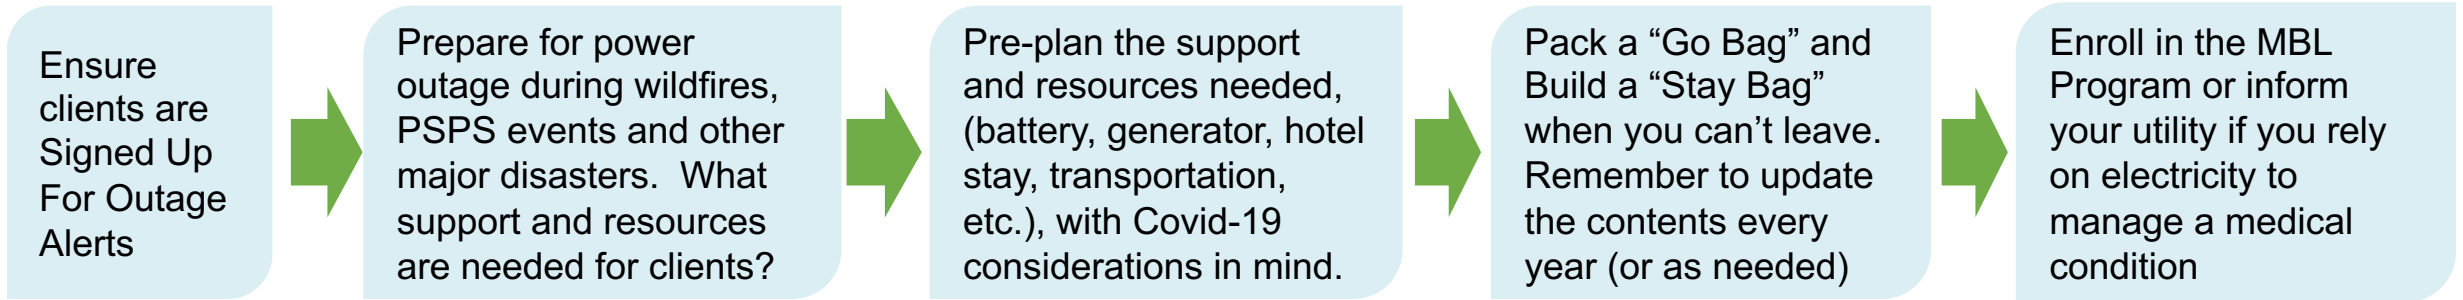 Ensure
clients are
Signed Up
For Outage
Alerts
Prepare for power
outage during wildfires,
PSPS events and other
major disasters.  What
support and resources
are needed for clients?
Pre-plan the support
and resources needed,
(battery, generator, hotel
stay, transportation,
etc.), with Covid-19
considerations in mind.
Pack a “Go Bag” and
Build a “Stay Bag”
when you can’t leave.
Remember to update
the contents every
year (or as needed)
Enroll in the MBL
Program or inform
your utility if you rely
on electricity to
manage a medical
condition